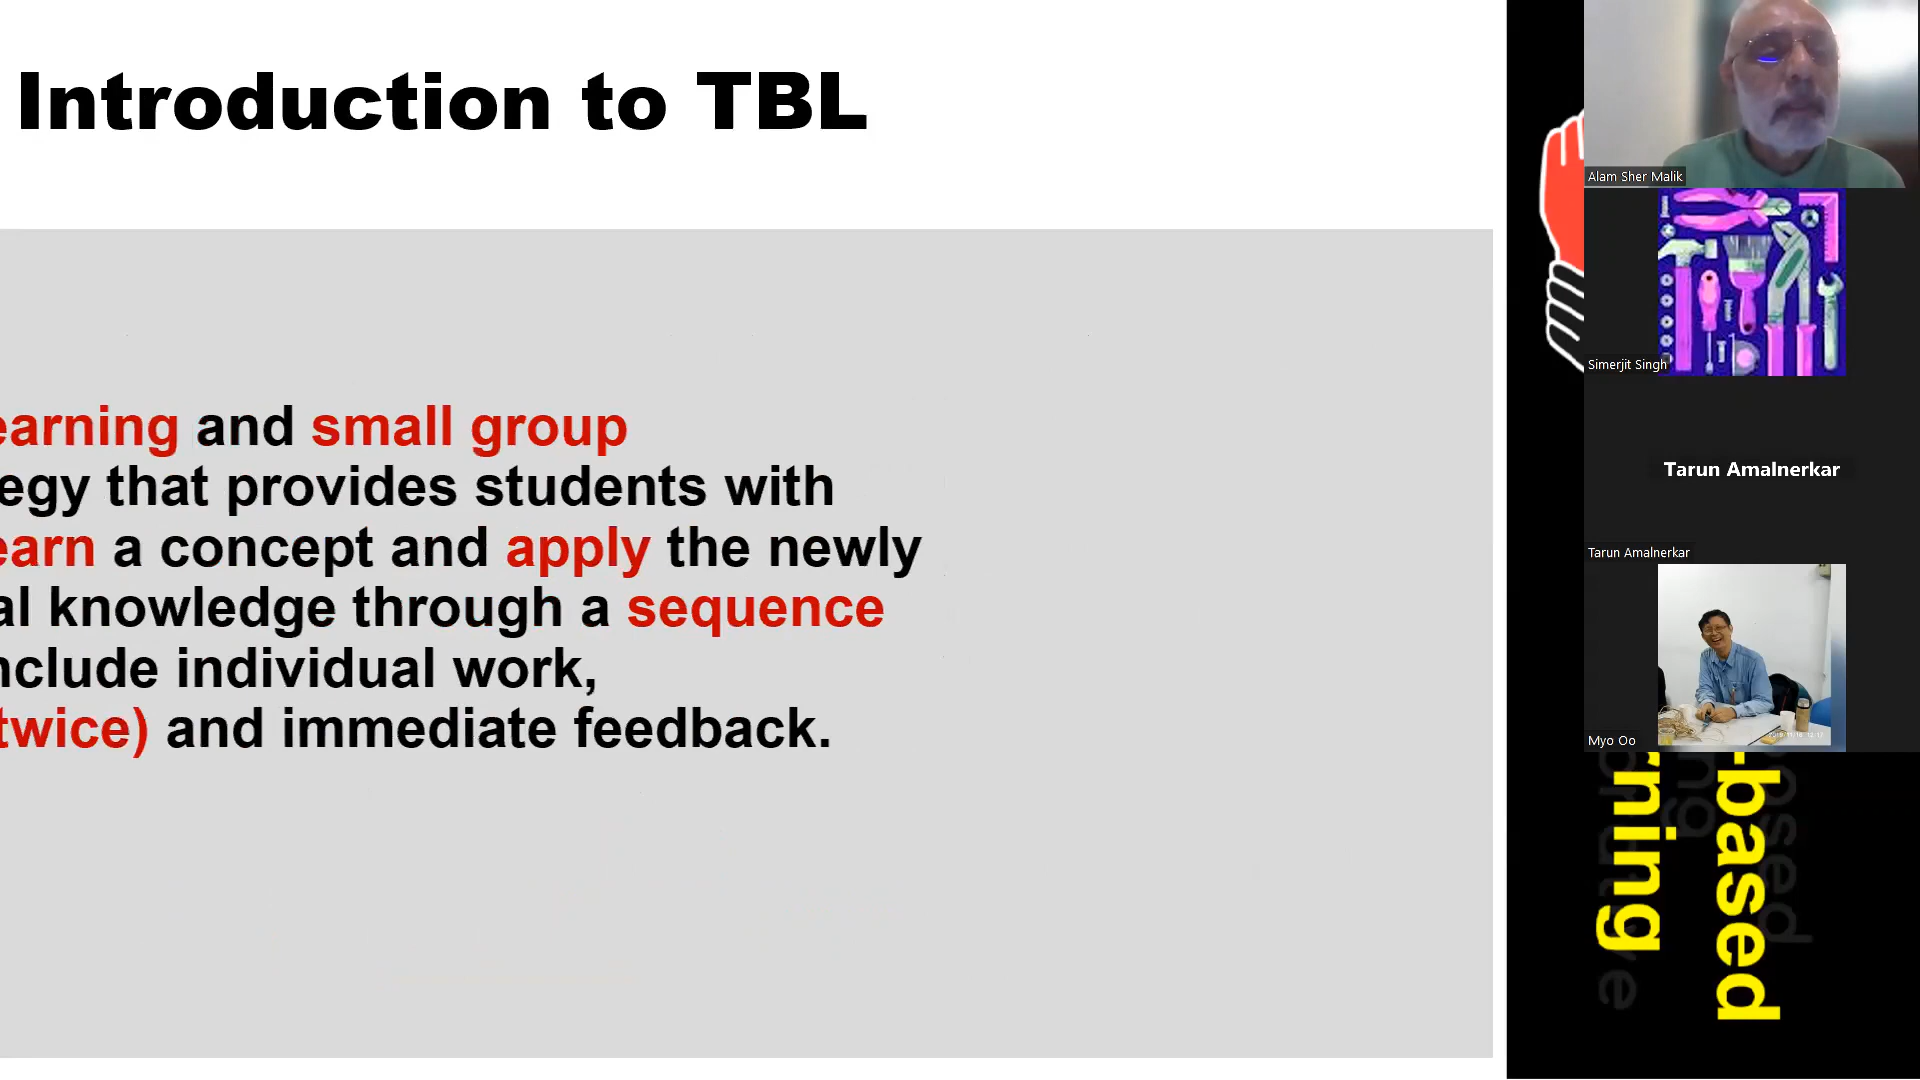 Introduction to TBL
earning and small group
egy that provides students with
earn a concept and apply the newly
al knowledge through a sequence
nclude individual work,
twice) and immediate feedback.
Alam Sher Malik
Simerjit Singh
Tarun Amalnerkar
Tarun Amalnerkar
Myo Oo
-based
rning